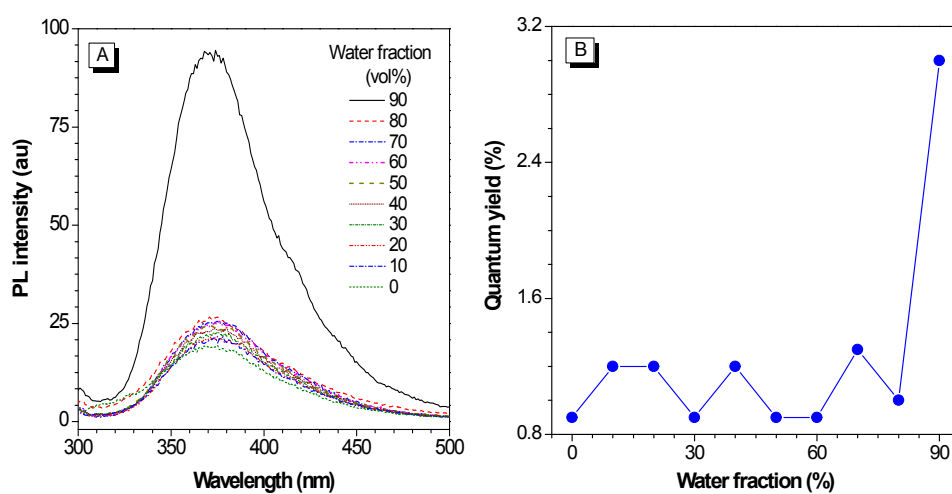 A
Water fraction
(vol%)
90
80
70
60
50
40
30
20
10
0
100
75
50
25
0
PL intensity (au)
300 350 400 450 500
Wavelength (nm)
B
3.2
2.4
1.6
0.8
Quantum yield (%)
0 30 60 90
Water fraction (%)